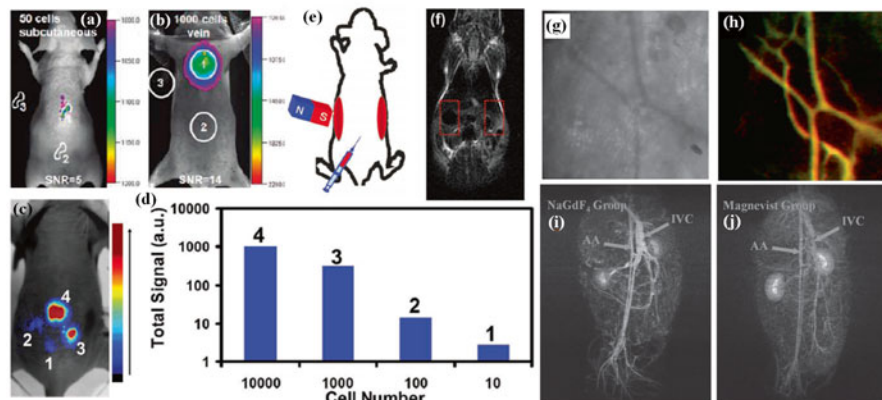 50 cells
subcutaneous
(a)
3
2
SNR=5
(b)
1000 cells
vein
3
2
SNR=14
(e)
N
S
(f)
(g)
(h)
(c)
4
2
3
1
(d)
Total Signal (a.u.)
10000
1000
100
10
1
4
3
2
1
10000
1000
100
10
Cell Number
NaGdF₄ Group
(i)
IVC
AA
Magnevist Group
(j)
IVC
AA